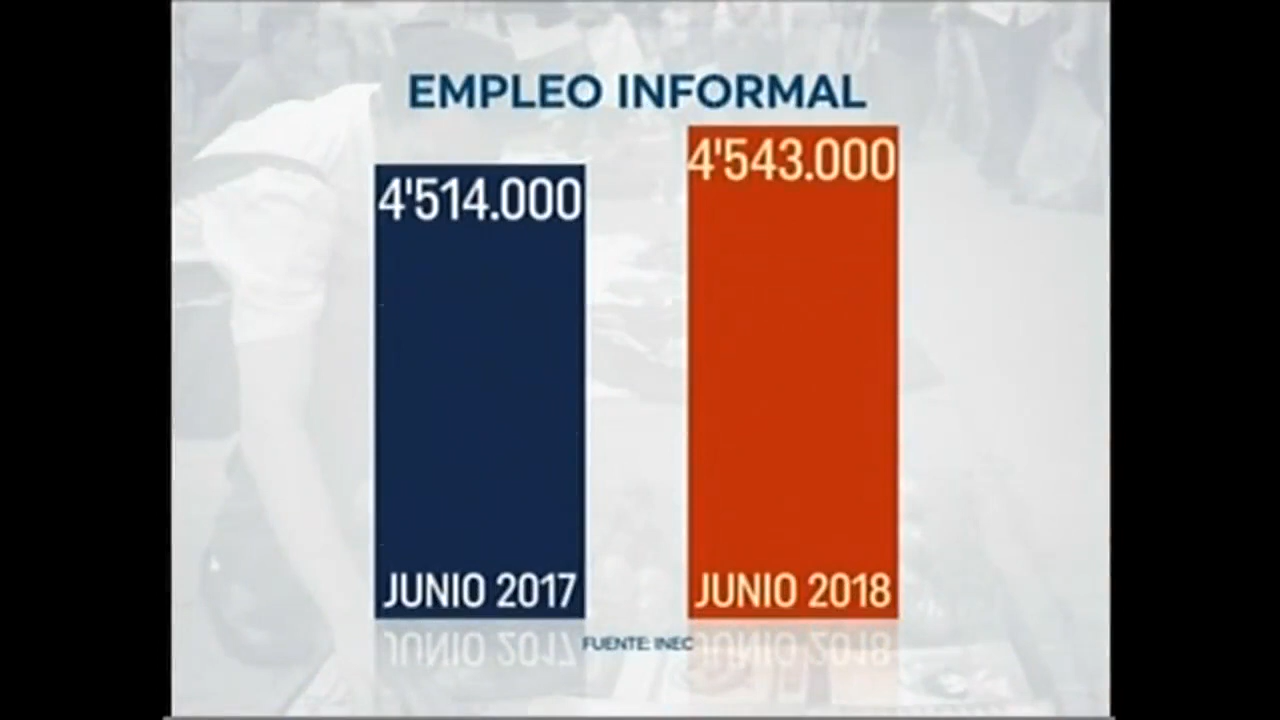 EMPLEO INFORMAL
4'514.000
4'543.000
JUNIO 2017
JUNIO 2018
FUENTE: INEC